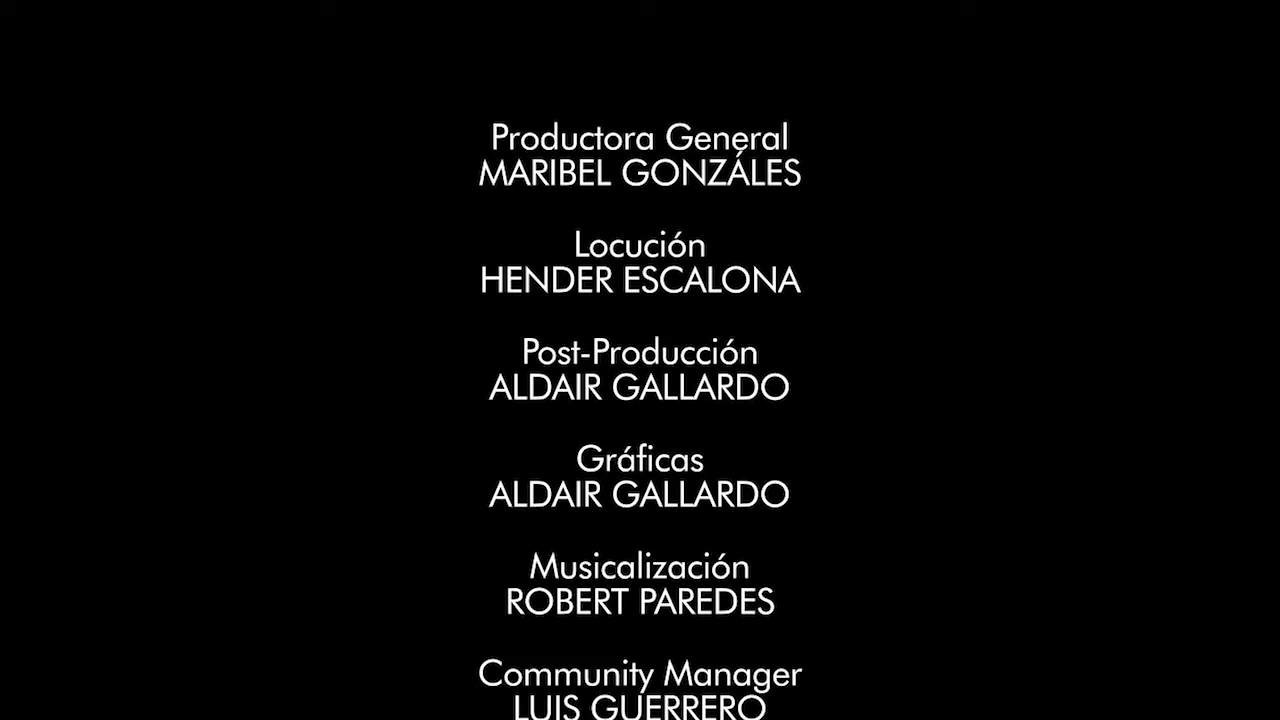 Productora General
MARIBEL GONZÁLES
Locución
HENDER ESCALONA
Post-Producción
ALDAIR GALLARDO
Gráficas
ALDAIR GALLARDO
Musicalización
ROBERT PAREDES
Community Manager
LUIS GUERRERO